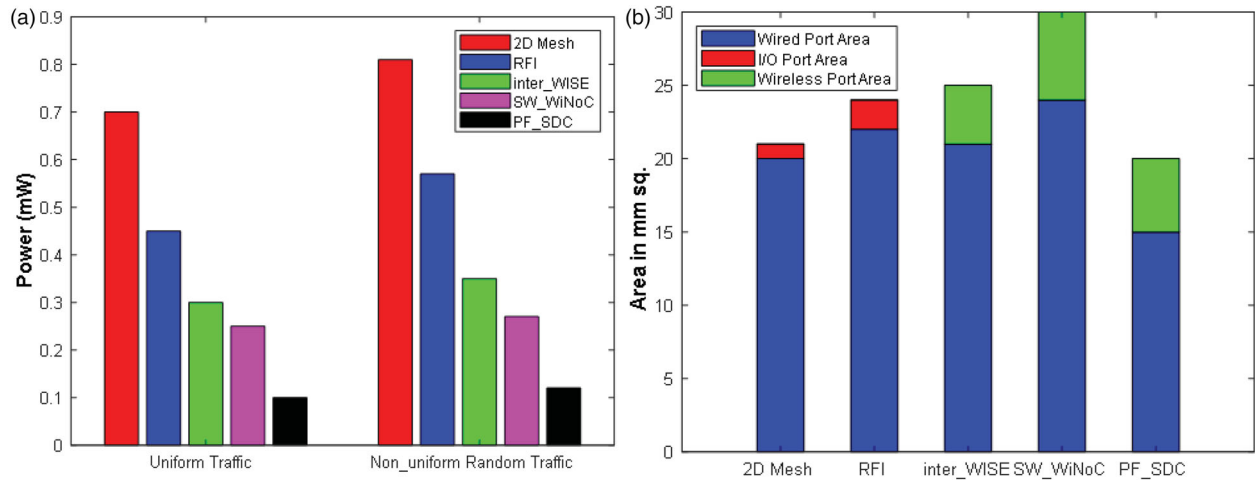 (a)
0.9
0.8
0.7
0.6
0.5
0.4
0.3
0.2
0.1
0
Power (mW)
2D Mesh
RFI
inter_WISE
SW_WiNoC
PF_SDC
Uniform Traffic
Non_uniform Random Traffic
(b)
30
25
20
15
10
5
0
Area in mm sq.
Wired Port Area
I/O Port Area
Wireless Port Area
2D Mesh
RFI
inter_WISE
SW_WiNoC
PF_SDC